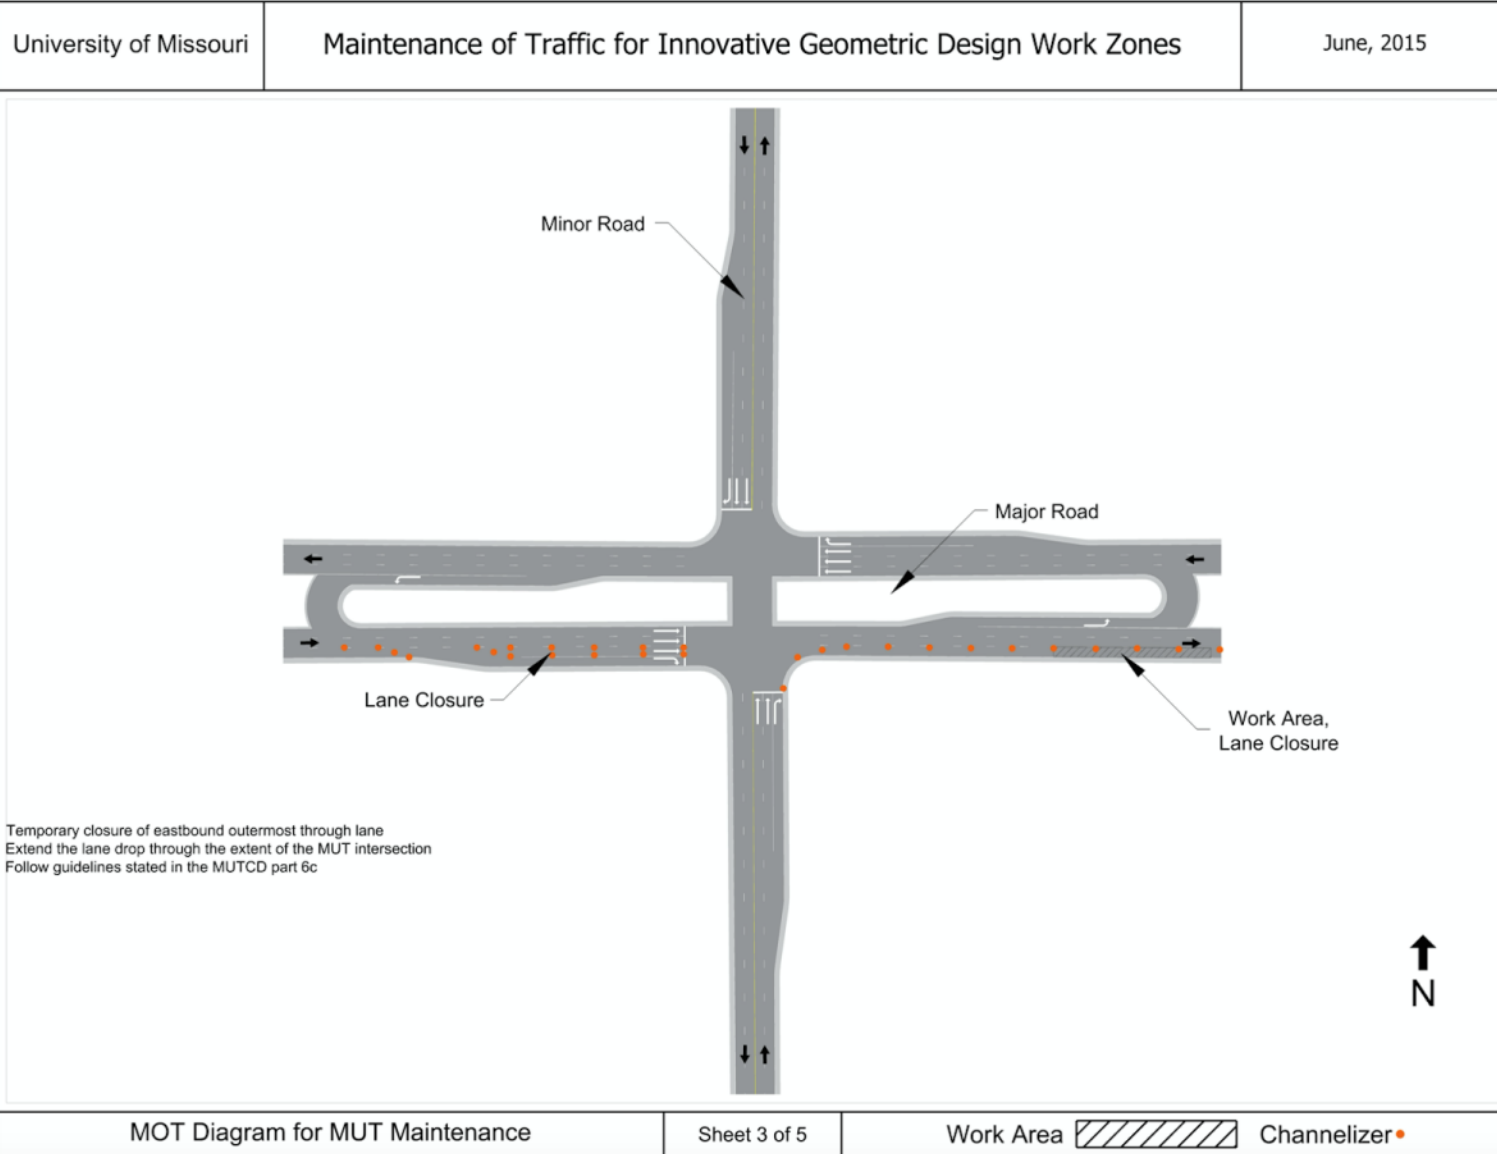 University of Missouri
Maintenance of Traffic for Innovative Geometric Design Work Zones
June, 2015
Minor Road
Major Road
Lane Closure
Work Area,
Lane Closure
Temporary closure of eastbound outermost through lane
Extend the lane drop through the extent of the MUT intersection
Follow guidelines stated in the MUTCD part 6c
N
MOT Diagram for MUT Maintenance
Sheet 3 of 5
Work Area
Channelizer